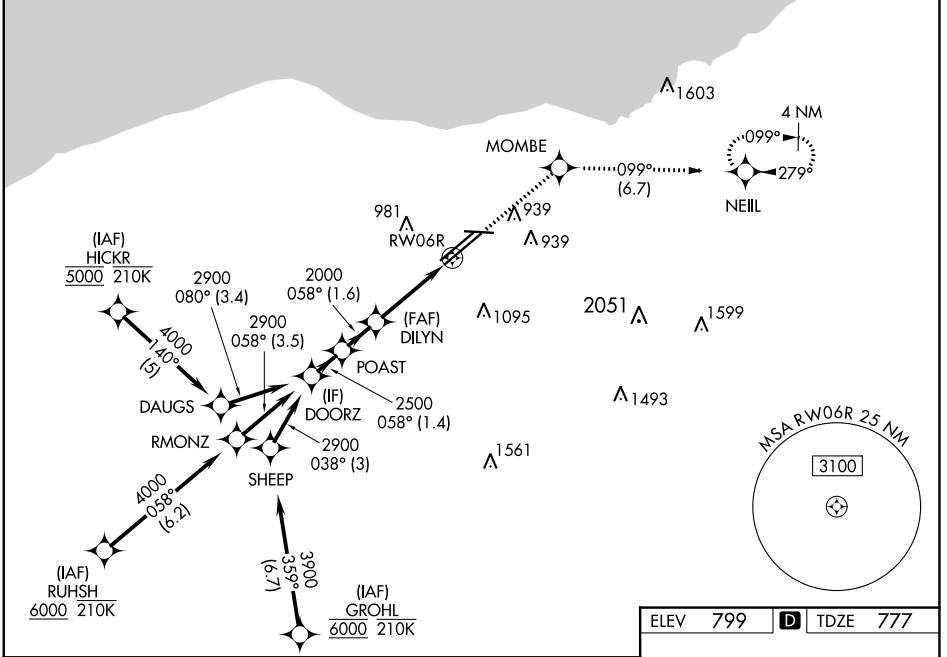 1603
4 NM
099°
279°
NEIIL
MOMBE
099°
(6.7)
939
939
981
RW06R
(IAF)
HICKR
5000 210K
2900
080° (3.4)
2000
058° (1.6)
2900
058° (3.5)
(FAF)
DILYN
1095
2051
1599
4000
140°
(5)
POAST
DAUGS
(IF)
DOORZ
2500
058° (1.4)
1493
RMONZ
2900
038° (3)
SHEEP
1561
MSA RW06R 25 NM
3100
4000
058°
(6.2)
(IAF)
RUHSH
6000 210K
3900
359°
(6.7)
(IAF)
GROHL
6000 210K
ELEV 799 D TDZE 777